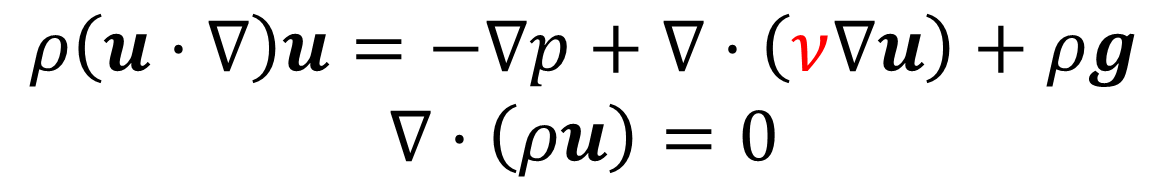 ρ(𝒖 · ∇)𝒖 = −∇p + ∇ · (ν∇𝒖) + ρ𝒈
∇ · (ρ𝒖) = 0